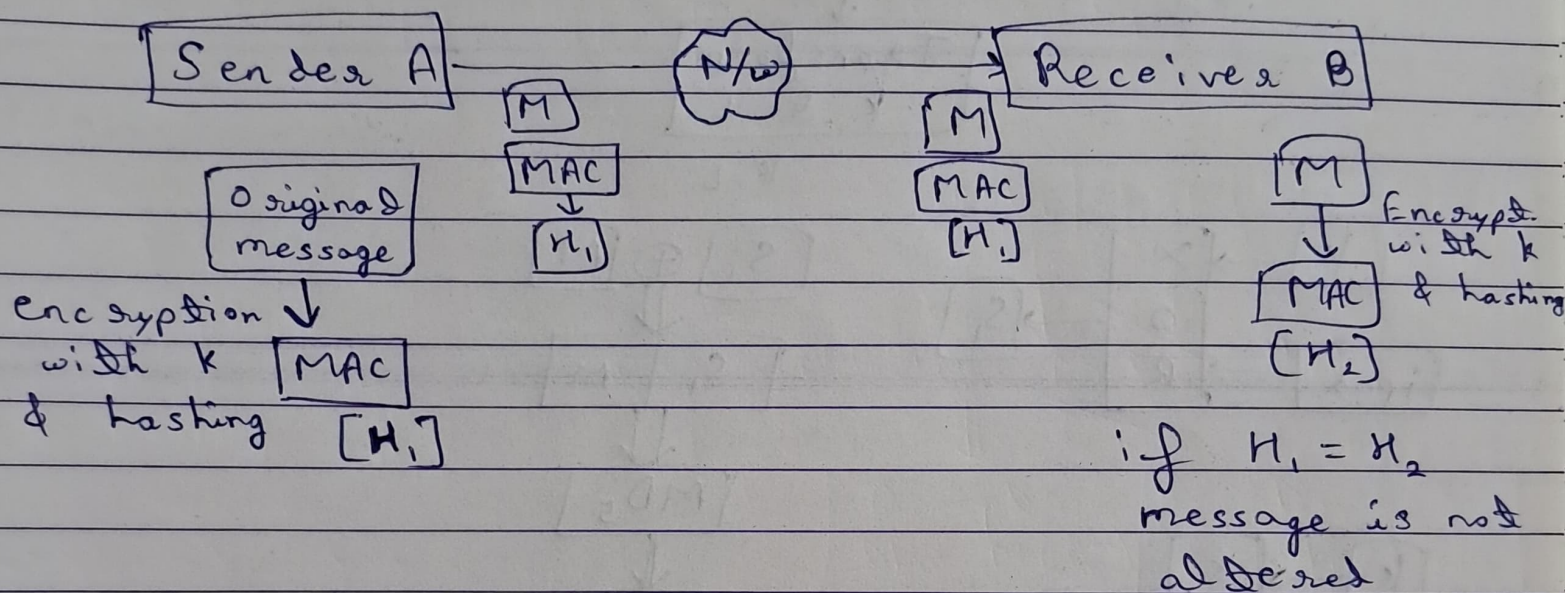 Sender A
N/w
Receiver B
M
MAC
H₁
M
MAC
[H₁]
Original
message
encryption
with k
& hashing
MAC
[H₁]
M
Encrypt.
with k
& hashing
MAC
[H₂]
if H₁ = H₂
message is not
altered